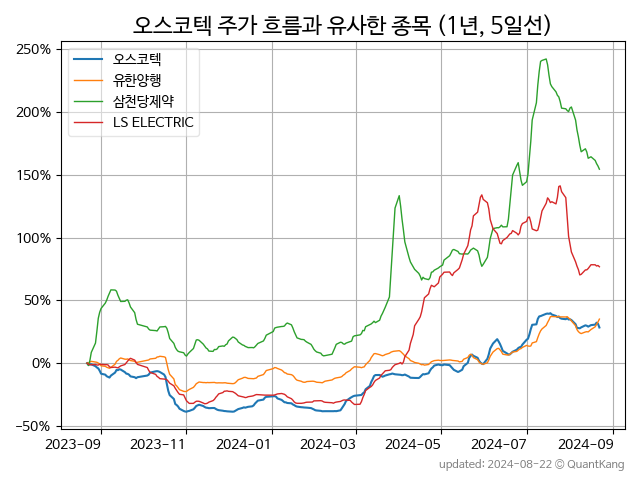 오스코텍 주가 흐름과 유사한 종목 (1년, 5일선)
250%
200%
150%
100%
50%
0%
−50%
오스코텍
유한양행
삼천당제약
LS ELECTRIC
2023-09
2023-11
2024-01
2024-03
2024-05
2024-07
2024-09
updated: 2024-08-22 © QuantKang